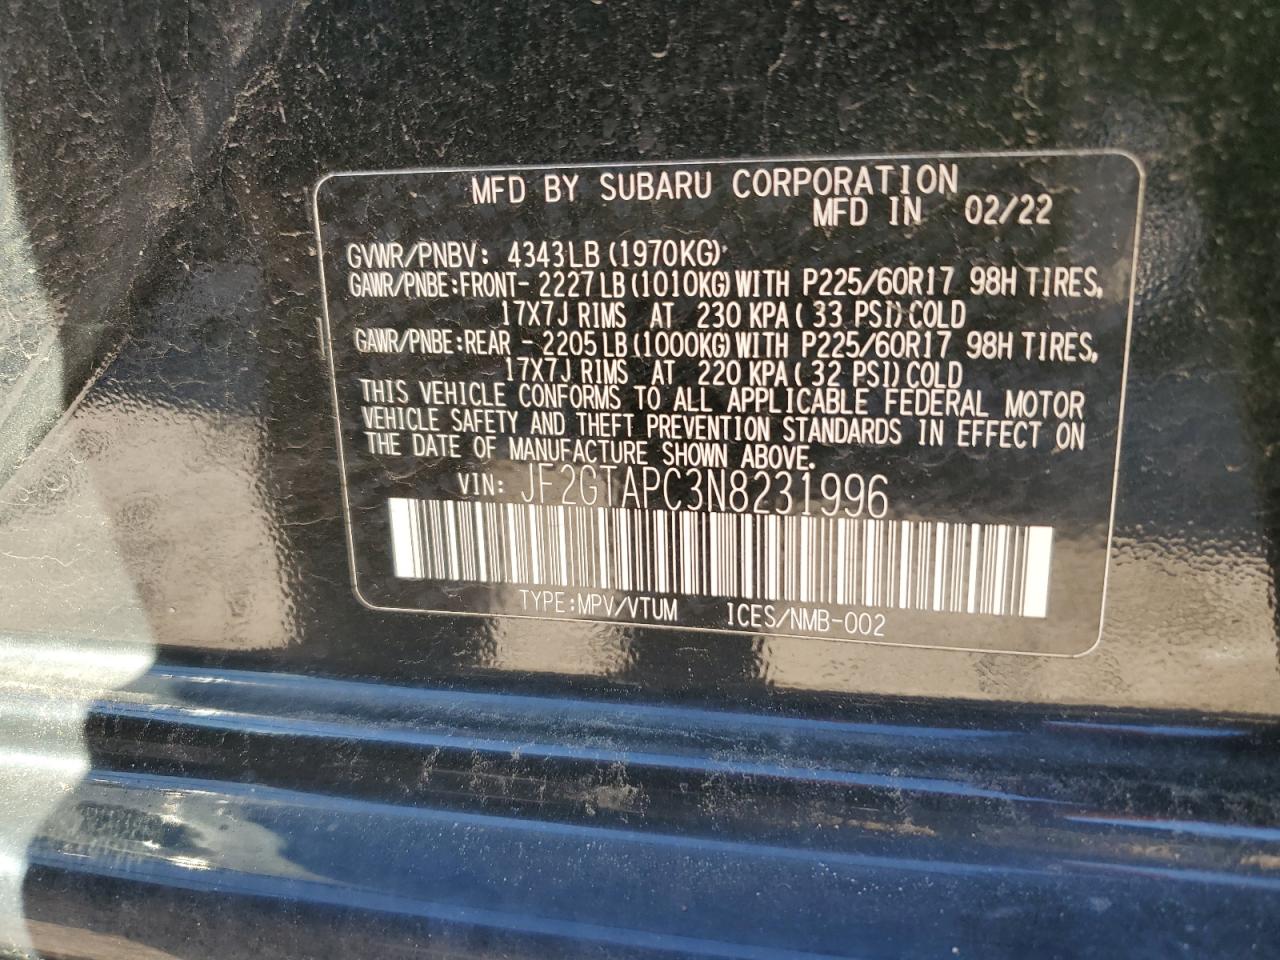 MFD BY SUBARU CORPORATION
MFD IN 02/22
GVWR/PNBV: 4343LB (1970KG)
GAWR/PNBE:FRONT- 2227LB (1010KG) WITH P225/60R17 98H TIRES,
17X7J RIMS AT 230 KPA ( 33 PSI) COLD
GAWR/PNBE:REAR - 2205LB (1000KG) WITH P225/60R17 98H TIRES,
17X7J RIMS AT 220 KPA ( 32 PSI) COLD
THIS VEHICLE CONFORMS TO ALL APPLICABLE FEDERAL MOTOR
VEHICLE SAFETY AND THEFT PREVENTION STANDARDS IN EFFECT ON
THE DATE OF MANUFACTURE SHOWN ABOVE.
VIN: JF2GTAPC3N8231996
TYPE:MPV/VTUM ICES/NMB-002